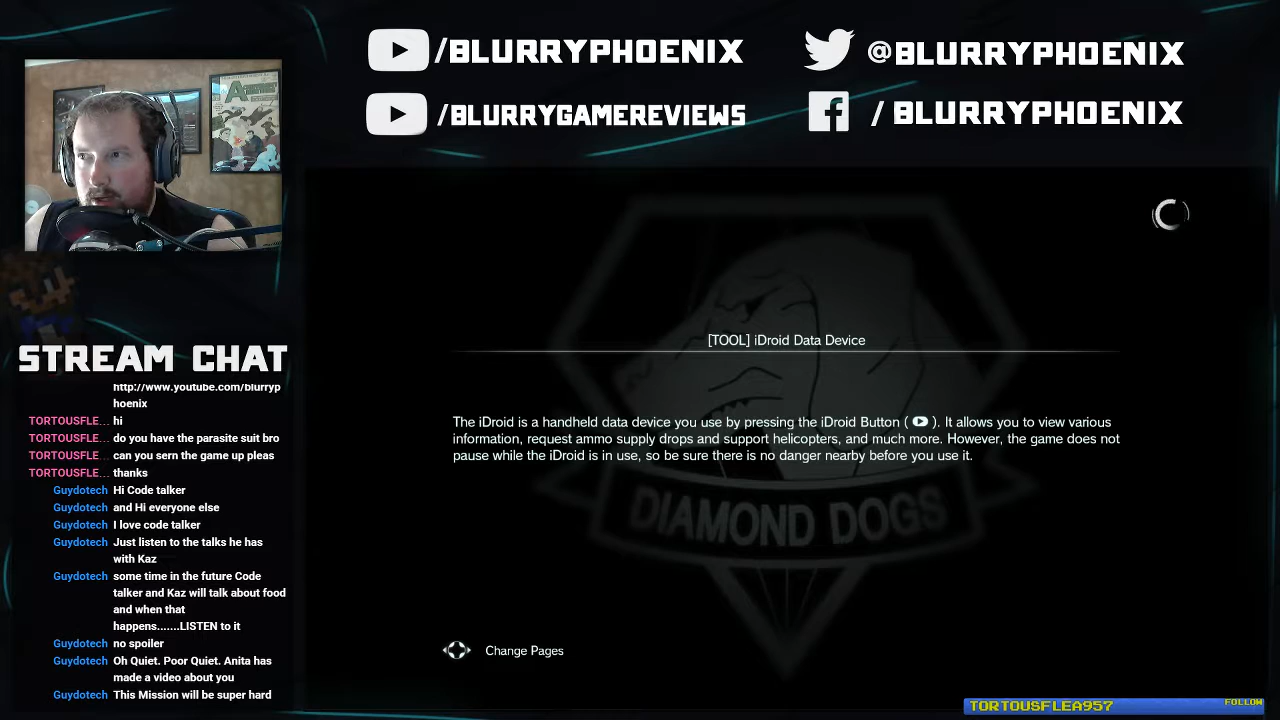 /BLURRYPHOENIX
@BLURRYPHOENIX
/BLURRYGAMEREVIEWS
/ BLURRYPHOENIX
[TOOL] iDroid Data Device
The iDroid is a handheld data device you use by pressing the iDroid Button ( ). It allows you to view various
information, request ammo supply drops and support helicopters, and much more. However, the game does not
pause while the iDroid is in use, so be sure there is no danger nearby before you use it.
DIAMOND DOGS
Change Pages
STREAM CHAT
http://www.youtube.com/blurryp
hoenix
TORTOUSFLE... hi
TORTOUSFLE... do you have the parasite suit bro
TORTOUSFLE... can you sern the game up pleas
TORTOUSFLE... thanks
Guydotech Hi Code talker
Guydotech and Hi everyone else
Guydotech I love code talker
Guydotech Just listen to the talks he has
with Kaz
Guydotech some time in the future Code
talker and Kaz will talk about food
and when that
happens.......LISTEN to it
Guydotech no spoiler
Guydotech Oh Quiet. Poor Quiet. Anita has
made a video about you
Guydotech This Mission will be super hard
TORTOUSFLEA957
FOLLOW